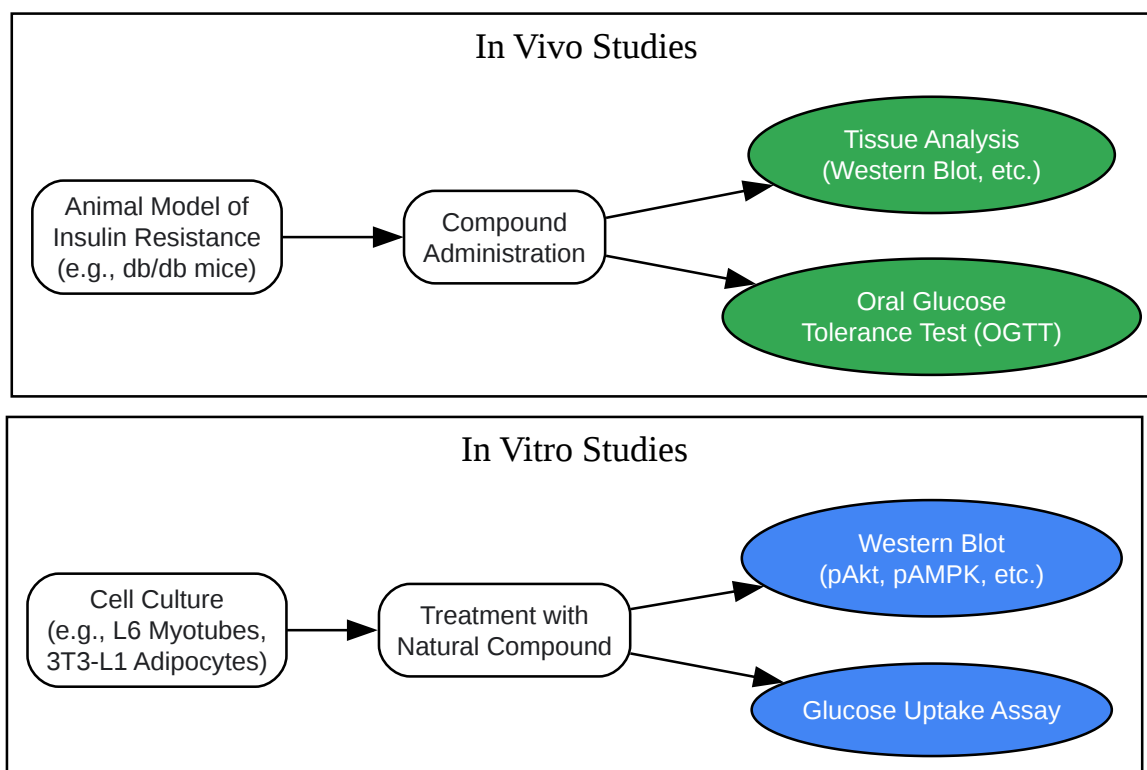 In Vivo Studies
Animal Model of
Insulin Resistance
(e.g., db/db mice)
Compound
Administration
Tissue Analysis
(Western Blot, etc.)
Oral Glucose
Tolerance Test (OGTT)
In Vitro Studies
Cell Culture
(e.g., L6 Myotubes,
3T3-L1 Adipocytes)
Treatment with
Natural Compound
Western Blot
(pAkt, pAMPK, etc.)
Glucose Uptake Assay